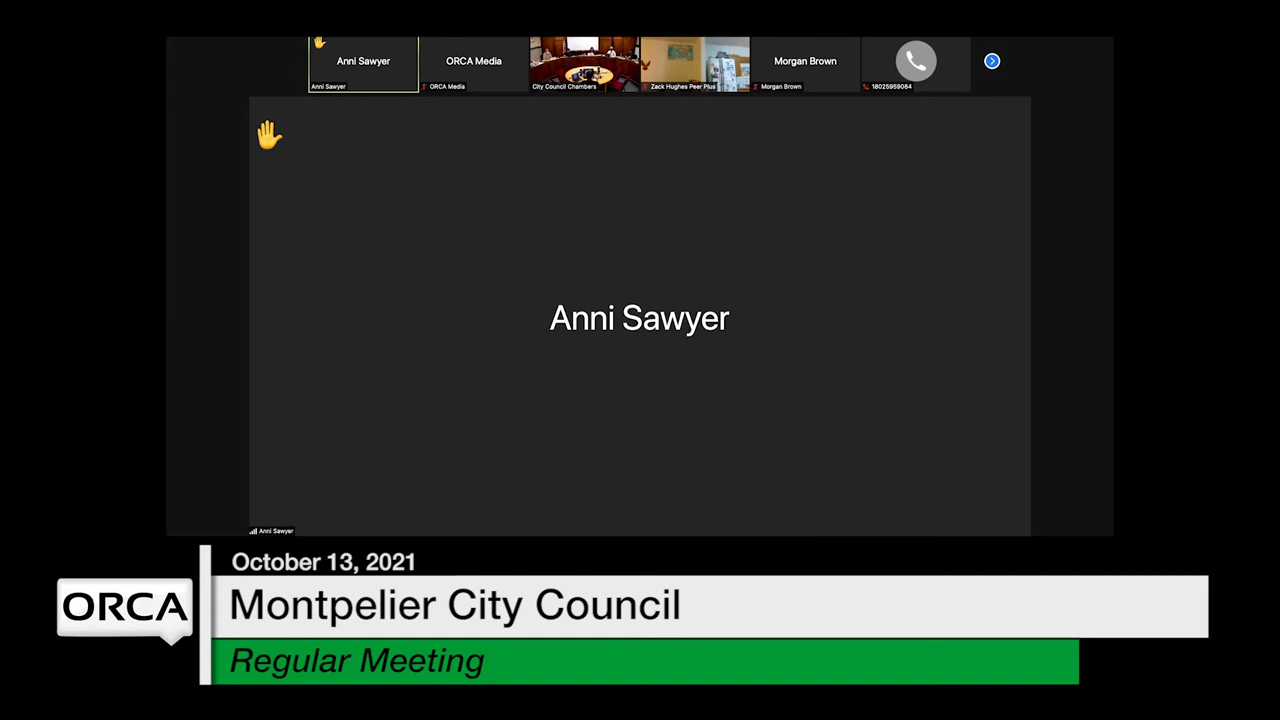 Anni Sawyer
ORCA Media
Morgan Brown
Anni Sawyer
ORCA Media
City Council Chambers
Zack Hughes Peer Plus
Morgan Brown
18025959084
Anni Sawyer
Anni Sawyer
October 13, 2021
ORCA
Montpelier City Council
Regular Meeting